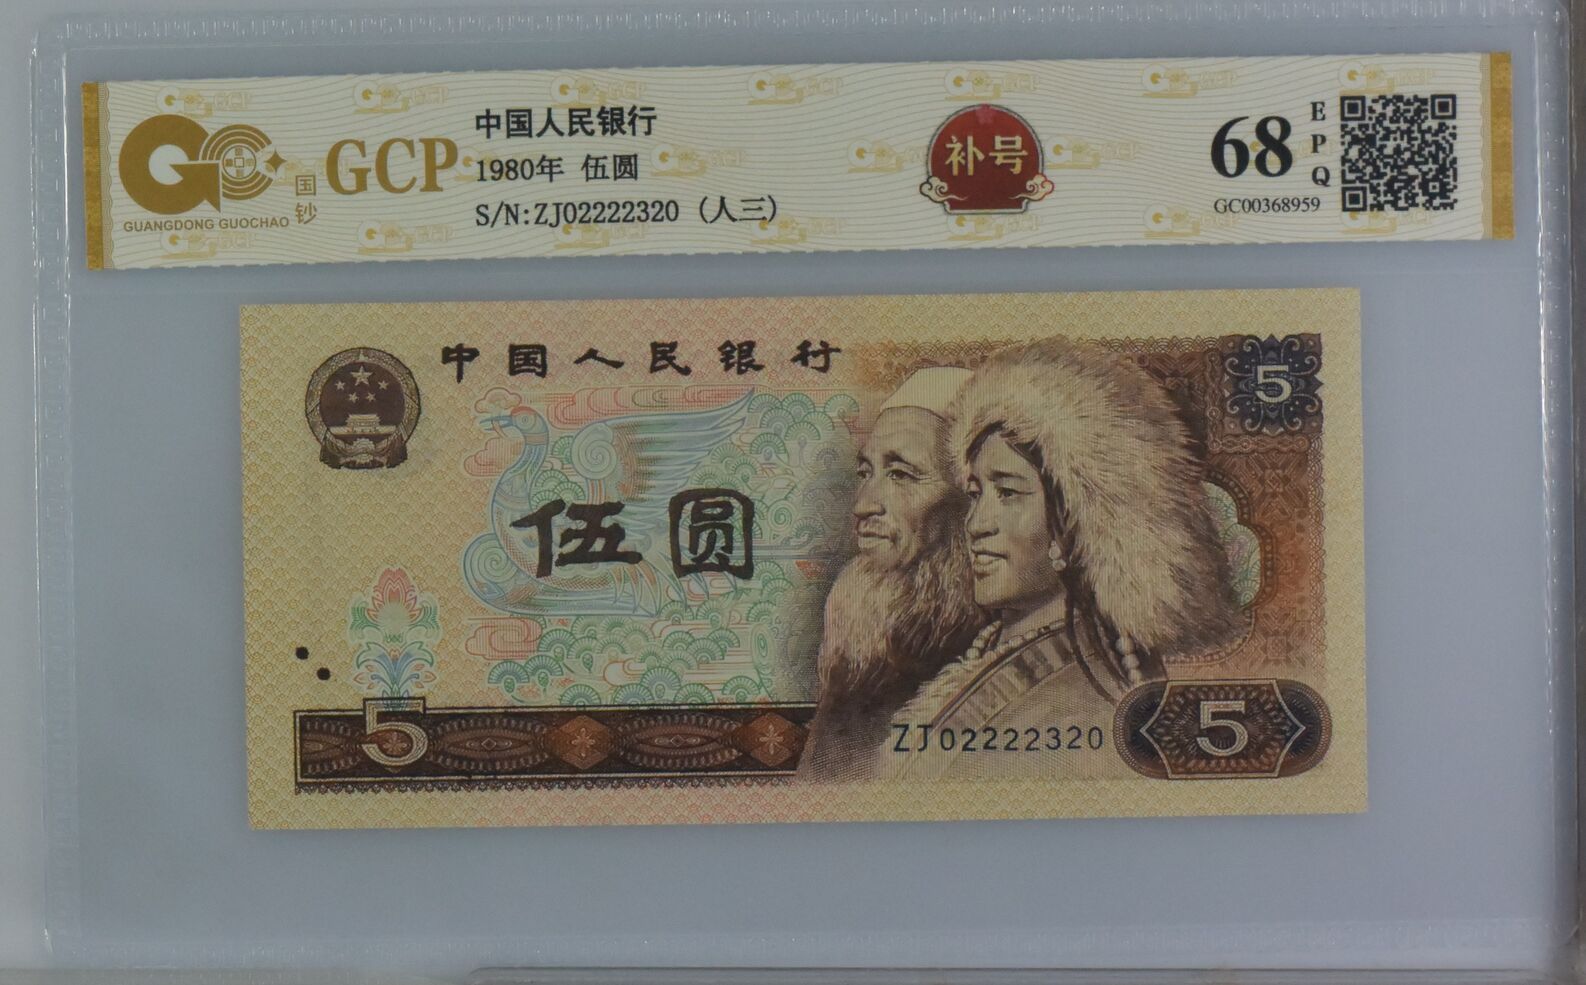 GUANGDONG GUOCHAO
国钞
GCP
中国人民银行
1980年 伍圆
S/N:ZJ02222320 (人三)
补号
68
EPQ
GC00368959
中国人民银行
5
伍圆
5
ZJ02222320
5